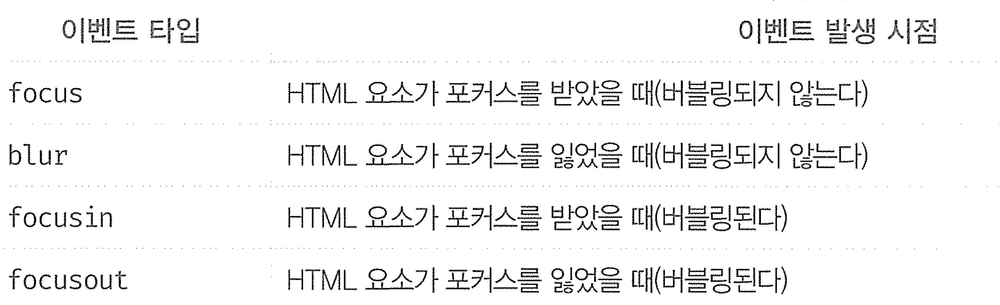 이벤트 타입 이벤트 발생 시점
focus HTML 요소가 포커스를 받았을 때(버블링되지 않는다)
blur HTML 요소가 포커스를 잃었을 때(버블링되지 않는다)
focusin HTML 요소가 포커스를 받았을 때(버블링된다)
focusout HTML 요소가 포커스를 잃었을 때(버블링된다)